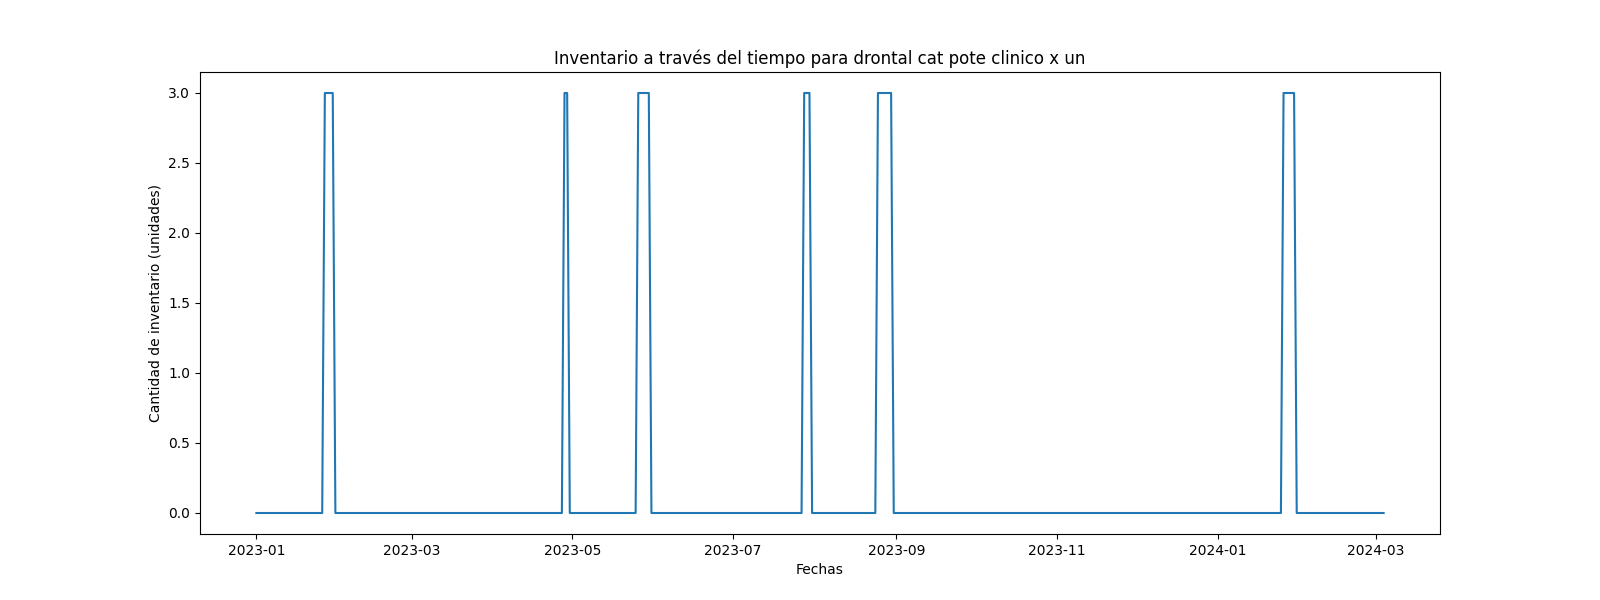 Inventario a través del tiempo para drontal cat pote clinico x un
Cantidad de inventario (unidades)
3.0
2.5
2.0
1.5
1.0
0.5
0.0
2023-01 2023-03 2023-05 2023-07 2023-09 2023-11 2024-01 2024-03
Fechas